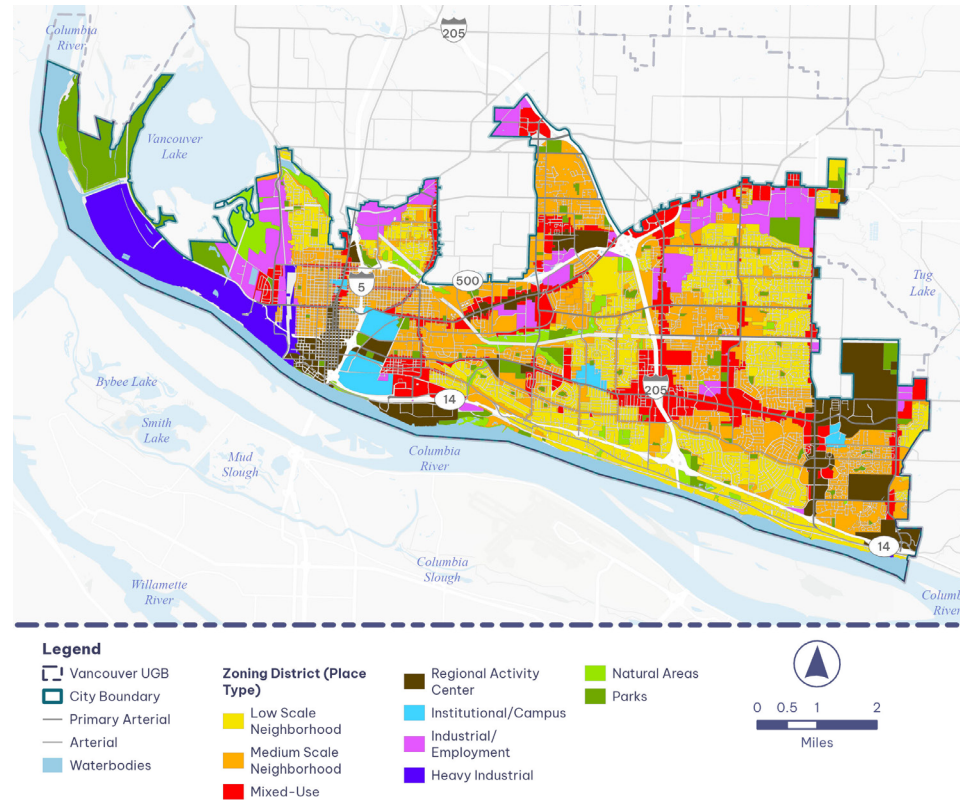 Columbia
River
205
Vancouver
Lake
500
5
Tug
Lake
Bybee Lake
205
14
Smith
Lake
Columbia
River
Mud
Slough
14
Columbia
Slough
Willamette
River
Columb
River
Legend
Vancouver UGB
City Boundary
Primary Arterial
Arterial
Waterbodies
Zoning District (Place
Type)
Low Scale
Neighborhood
Medium Scale
Neighborhood
Mixed-Use
Regional Activity
Center
Institutional/Campus
Industrial/
Employment
Heavy Industrial
Natural Areas
Parks
0 0.5 1 2
Miles